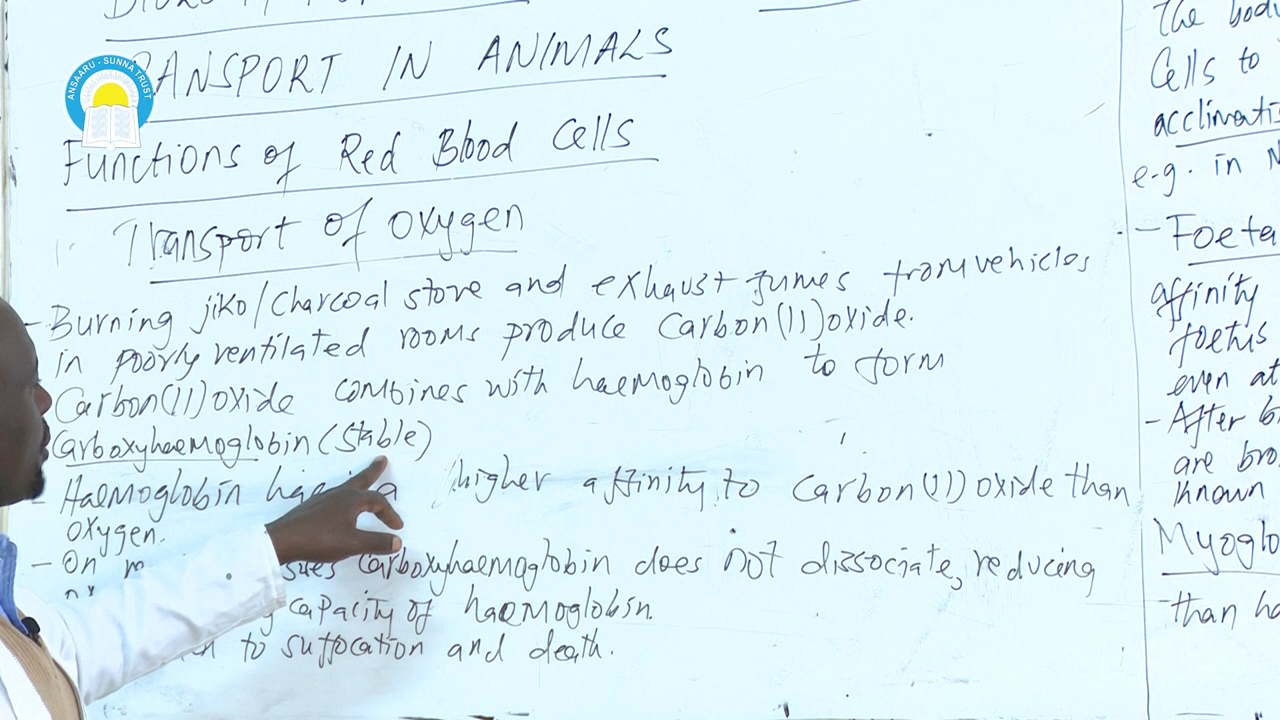 TRANSPORT IN ANIMALS
ANSAARU - SUNNA TRUST
Functions of Red Blood Cells
Transport of oxygen
- Burning jiko/charcoal stove and exhaust fumes from vehicles
in poorly ventilated rooms produce Carbon(II)oxide.
Carbon(II)oxide combines with haemoglobin to form
Carboxyhaemoglobin (stable)
- Haemoglobin has a higher affinity to Carbon(II)oxide than
oxygen.
- On carboxyhaemoglobin does not dissociate, reducing
capacity of haemoglobin.
to suffocation and death.
The body
Cells to
e.g. in
- Foeta
affinity
foetus
even at
- After
are bro
known
Myoglo
than ha